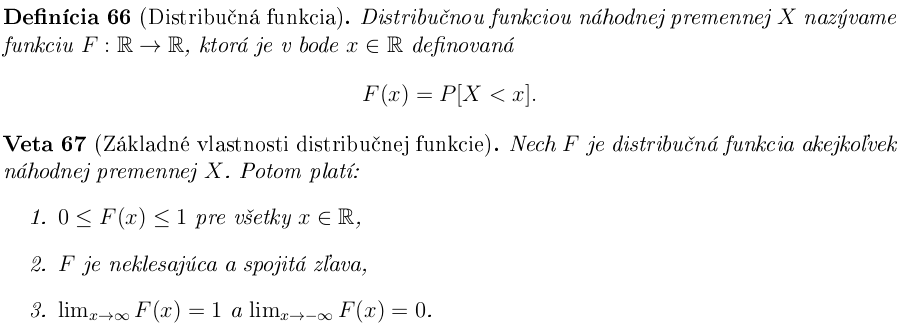 Definícia 66 (Distribučná funkcia). Distribučnou funkciou náhodnej premennej X nazývame
funkciu F : ℝ → ℝ, ktorá je v bode x ∈ ℝ definovaná
F(x) = P[X < x].
Veta 67 (Základné vlastnosti distribučnej funkcie). Nech F je distribučná funkcia akejkoľvek
náhodnej premennej X. Potom platí:
1. 0 ≤ F(x) ≤ 1 pre všetky x ∈ ℝ,
2. F je neklesajúca a spojitá zľava,
3. lim_{x→∞} F(x) = 1 a lim_{x→−∞} F(x) = 0.